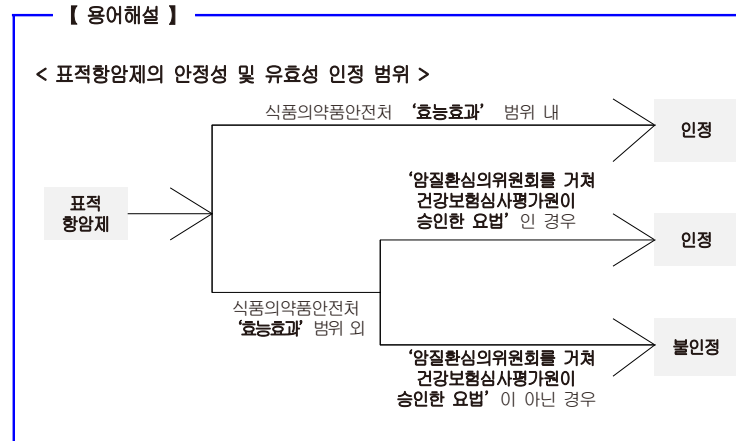 【 용어해설 】
< 표적항암제의 안정성 및 유효성 인정 범위 >
식품의약품안전처 ‘효능효과’ 범위 내
인정
‘암질환심의위원회를 거쳐
건강보험심사평가원이
승인한 요법’ 인 경우
표적
항암제
인정
식품의약품안전처
‘효능효과’ 범위 외
불인정
‘암질환심의위원회를 거쳐
건강보험심사평가원이
승인한 요법’ 이 아닌 경우